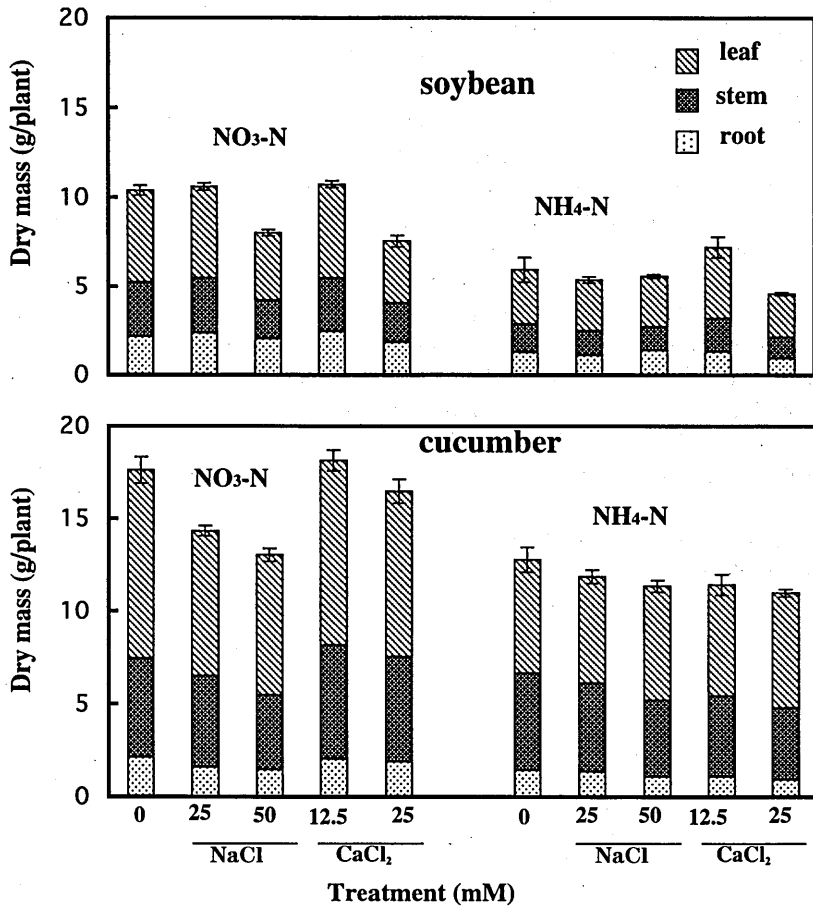 20
15
10
5
0
Dry mass (g/plant)
soybean
leaf
stem
root
NO₃-N
NH₄-N
20
15
10
5
0
Dry mass (g/plant)
cucumber
NO₃-N
NH₄-N
0 25 50 12.5 25 0 25 50 12.5 25
NaCl CaCl₂ NaCl CaCl₂
Treatment (mM)